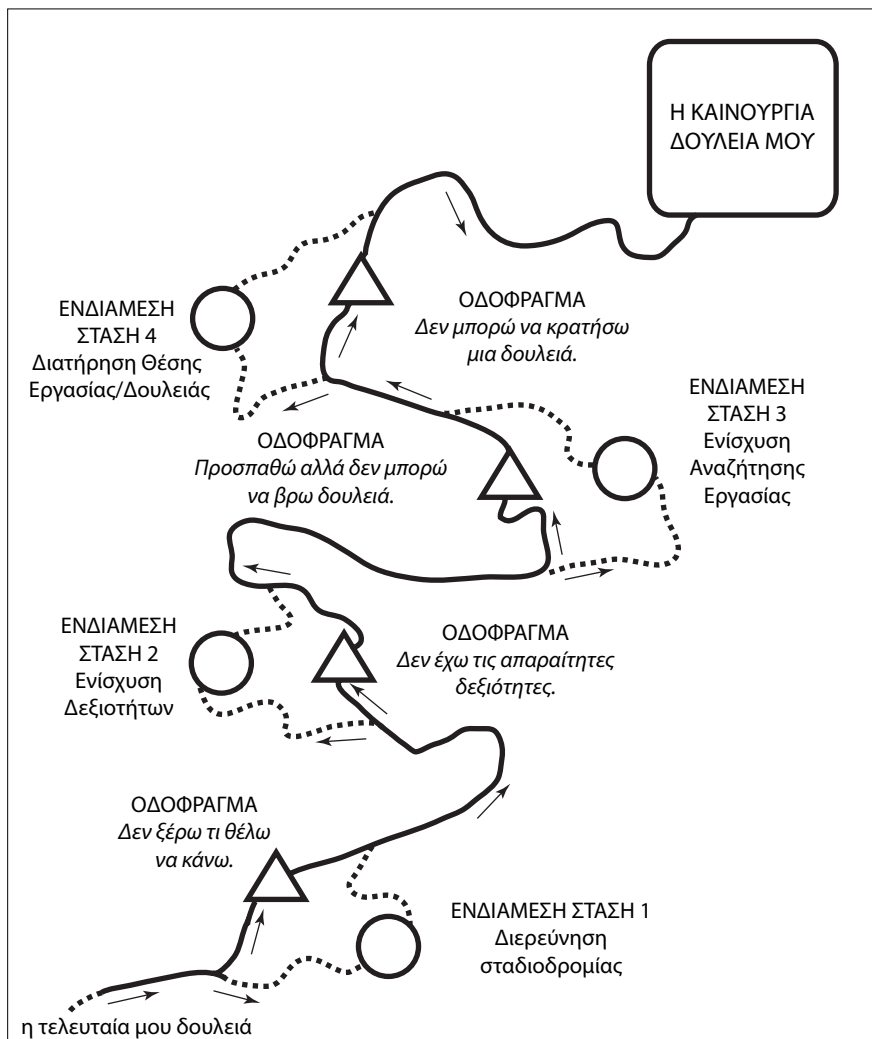 Η ΚΑΙΝΟΥΡΓΙΑ
ΔΟΥΛΕΙΑ ΜΟΥ
ΟΔΟΦΡΑΓΜΑ
Δεν μπορώ να κρατήσω
μια δουλειά.
ΕΝΔΙΑΜΕΣΗ
ΣΤΑΣΗ 4
Διατήρηση Θέσης
Εργασίας/Δουλειάς
ΕΝΔΙΑΜΕΣΗ
ΣΤΑΣΗ 3
Ενίσχυση
Αναζήτησης
Εργασίας
ΟΔΟΦΡΑΓΜΑ
Προσπαθώ αλλά δεν μπορώ
να βρω δουλειά.
ΕΝΔΙΑΜΕΣΗ
ΣΤΑΣΗ 2
Ενίσχυση
Δεξιοτήτων
ΟΔΟΦΡΑΓΜΑ
Δεν έχω τις απαραίτητες
δεξιότητες.
ΟΔΟΦΡΑΓΜΑ
Δεν ξέρω τι θέλω
να κάνω.
ΕΝΔΙΑΜΕΣΗ ΣΤΑΣΗ 1
Διερεύνηση
σταδιοδρομίας
η τελευταία μου δουλειά